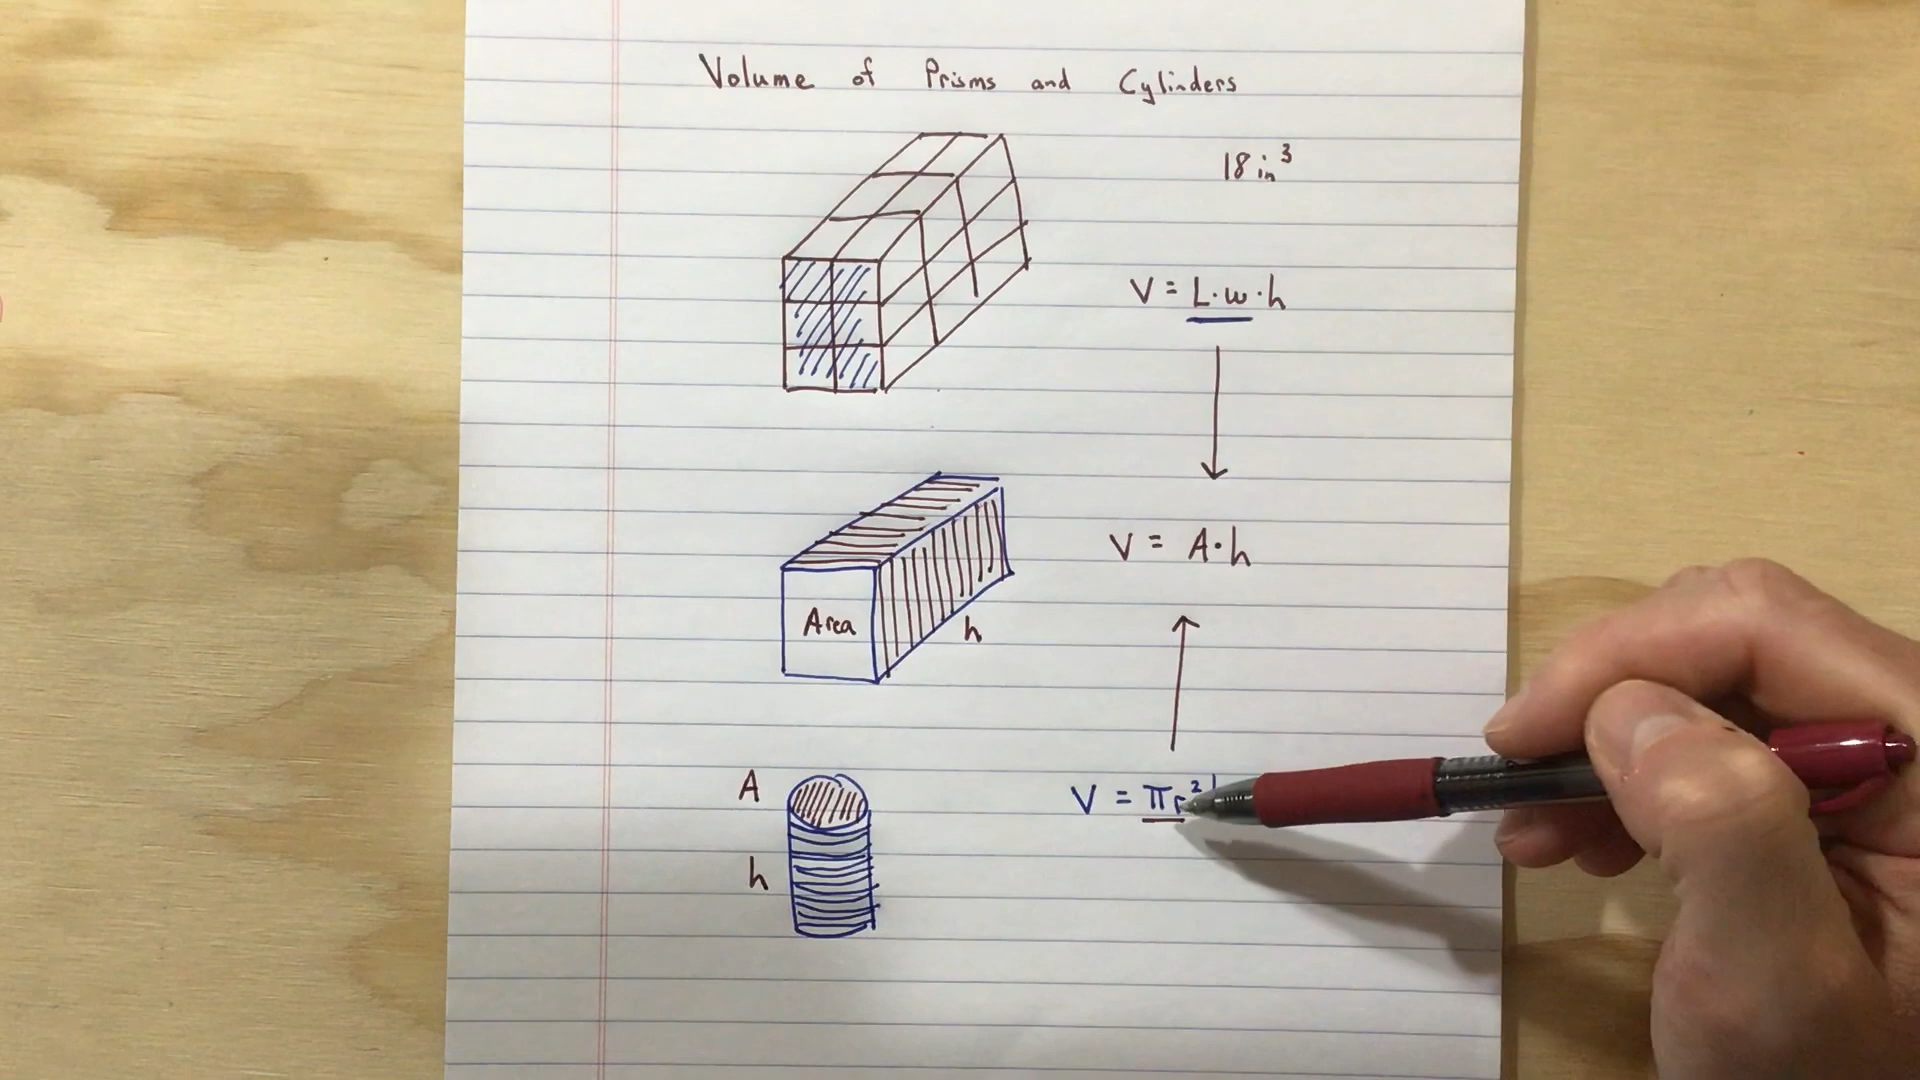 Volume of Prisms and Cylinders
18 in³
V = L·w·h
V = A·h
Area
h
A
V = πr²
h